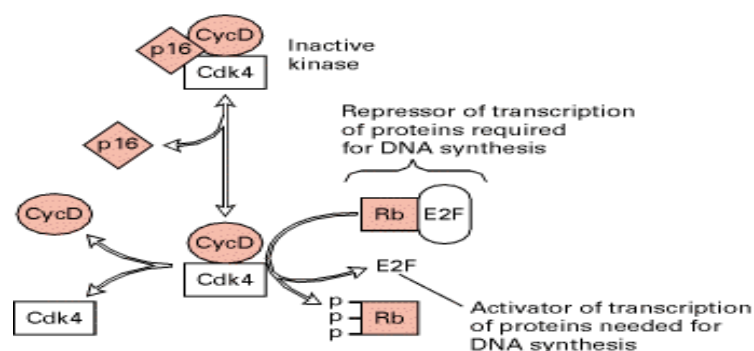 CycD
p16
Cdk4
Inactive
kinase
p16
Repressor of transcription
of proteins required
for DNA synthesis
CycD
CycD
Cdk4
Rb
E2F
E2F
Cdk4
p
p
p
Rb
Activator of transcription
of proteins needed for
DNA synthesis